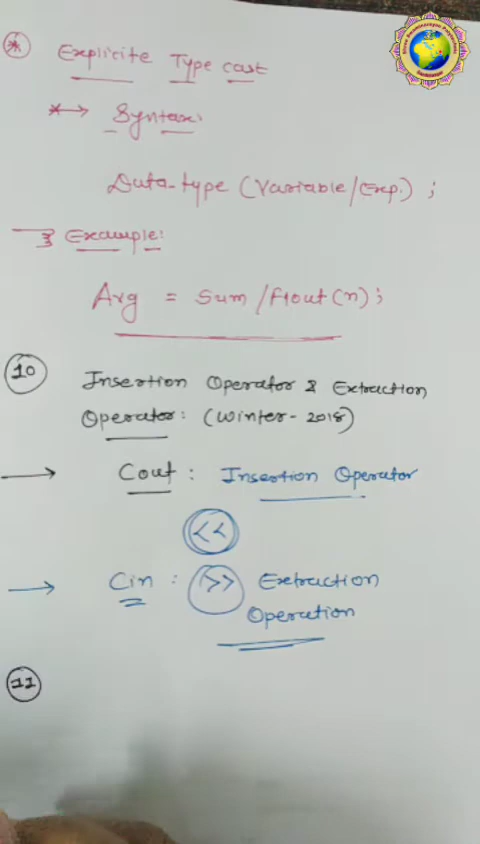 * Explicite Type cast
*→ Syntax:
Data-type (Variable/Exp.) ;
→ Example:
Avg = Sum / float(n);
10 Insertion Operator & Extraction
Operator: (Winter-2018)
→ Cout : Insertion Operator
<<
→ Cin : >> Extraction
Operation
11